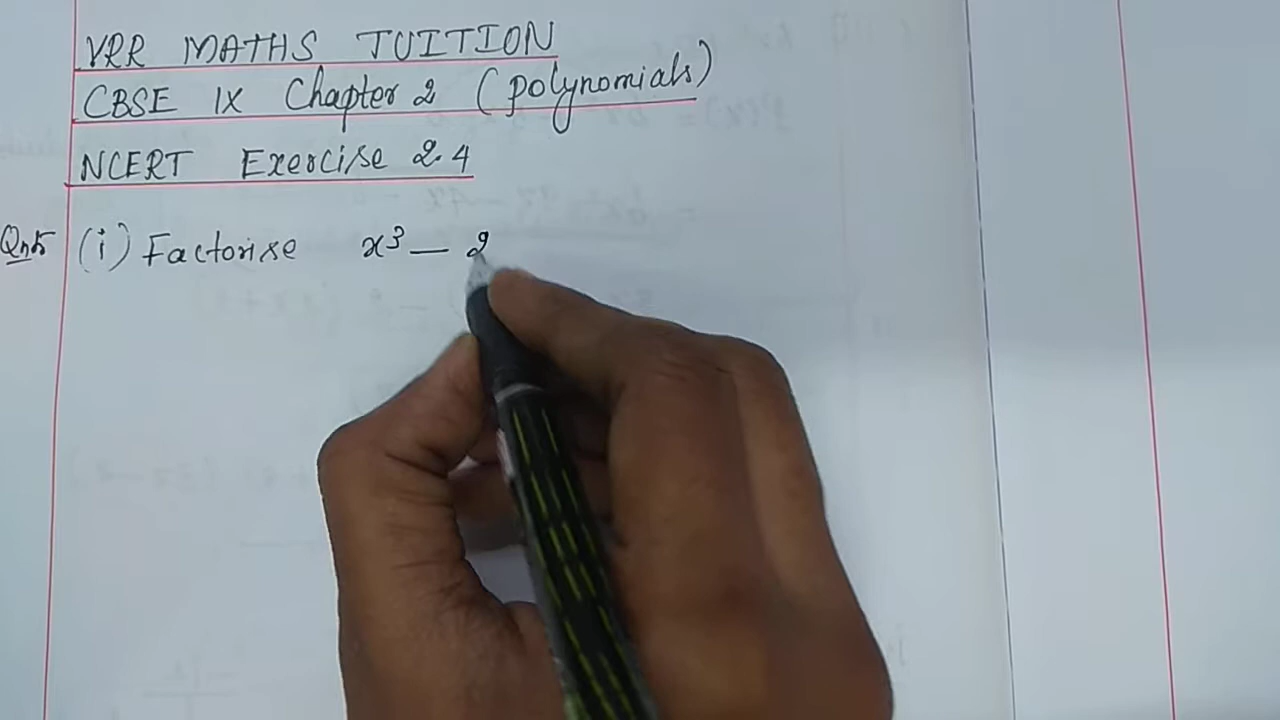 VRR MATHS TUITION
CBSE IX Chapter 2 (Polynomials)
NCERT Exercise 2.4
Qn5 (i) Factorise x³ — 2